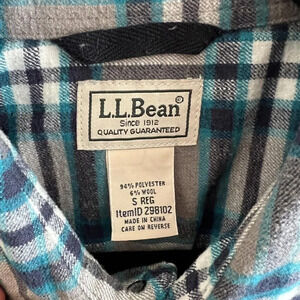 L.L.Bean®
Since 1912
QUALITY GUARANTEED
94% POLYESTER
6% WOOL
S REG
ItemID 298102
MADE IN CHINA
CARE ON REVERSE